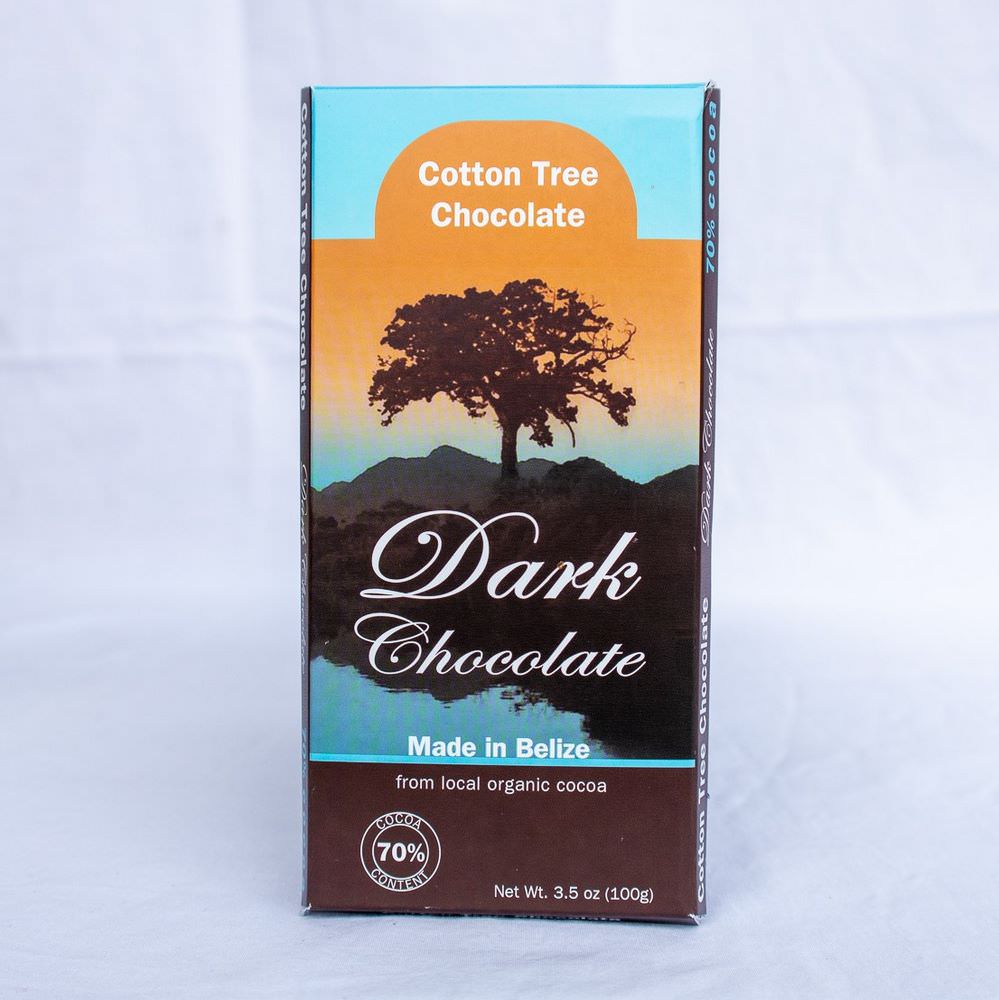 Cotton Tree
Chocolate
Dark
Chocolate
Made in Belize
from local organic cocoa
COCOA
70%
CONTENT
Net Wt. 3.5 oz (100g)
Cotton Tree Chocolate
70% cocoa
Dark Chocolate
Cotton Tree Chocolate